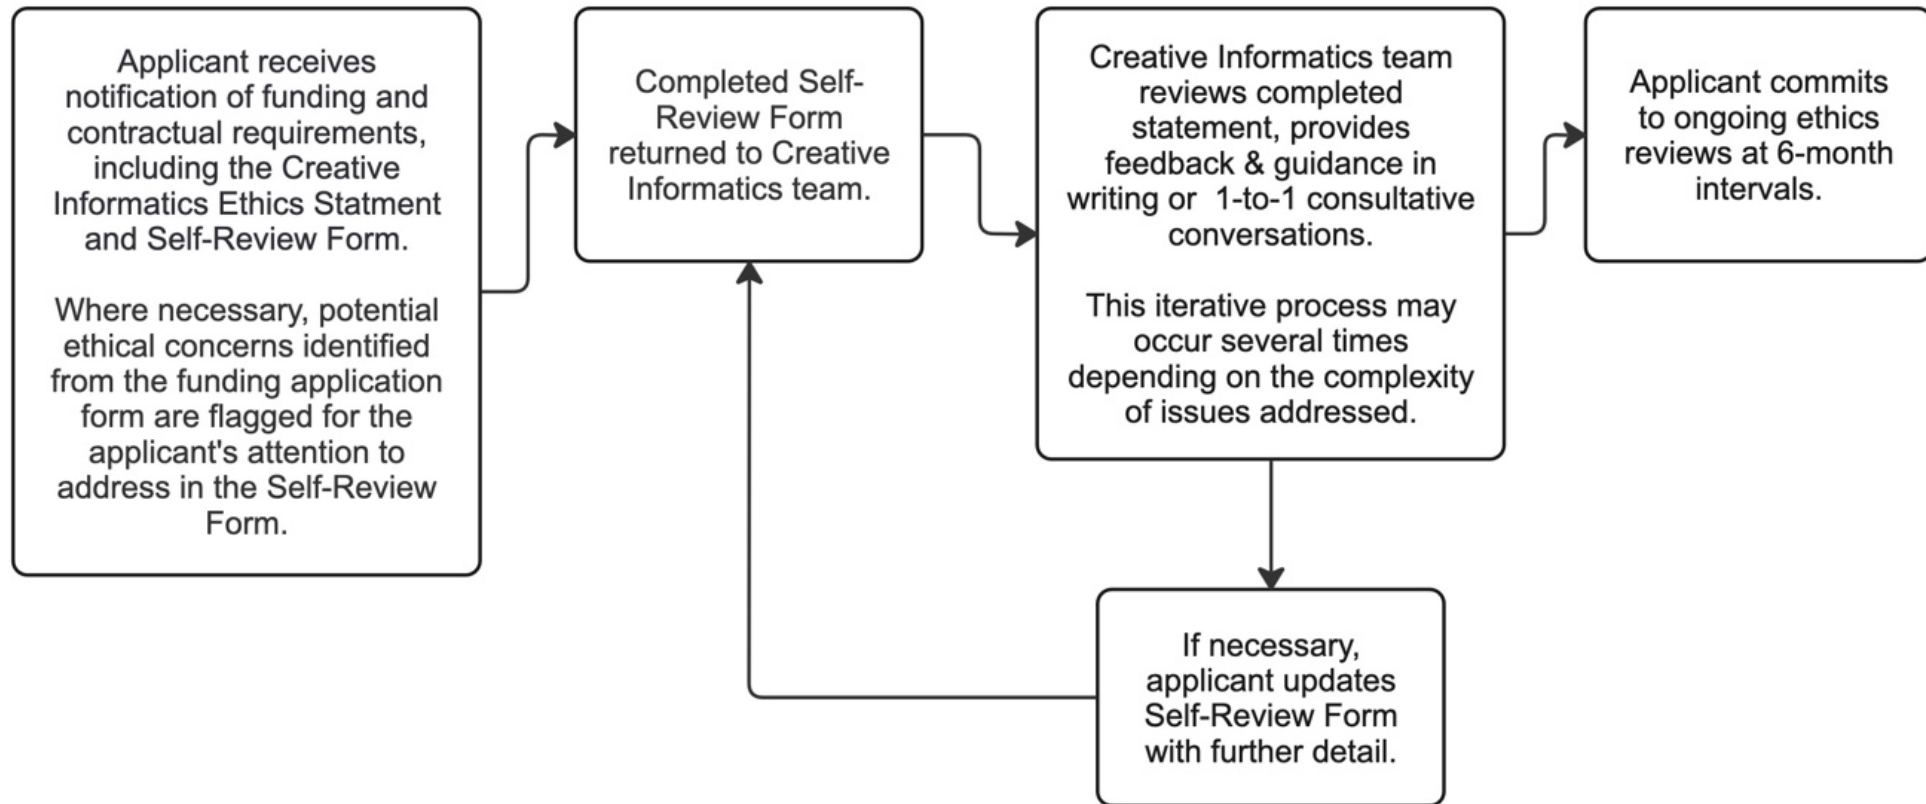 Applicant receives
notification of funding and
contractual requirements,
including the Creative
Informatics Ethics Statment
and Self-Review Form.
Where necessary, potential
ethical concerns identified
from the funding application
form are flagged for the
applicant's attention to
address in the Self-Review
Form.
Completed Self-
Review Form
returned to Creative
Informatics team.
Creative Informatics team
reviews completed
statement, provides
feedback & guidance in
writing or 1-to-1 consultative
conversations.
This iterative process may
occur several times
depending on the complexity
of issues addressed.
Applicant commits
to ongoing ethics
reviews at 6-month
intervals.
If necessary,
applicant updates
Self-Review Form
with further detail.